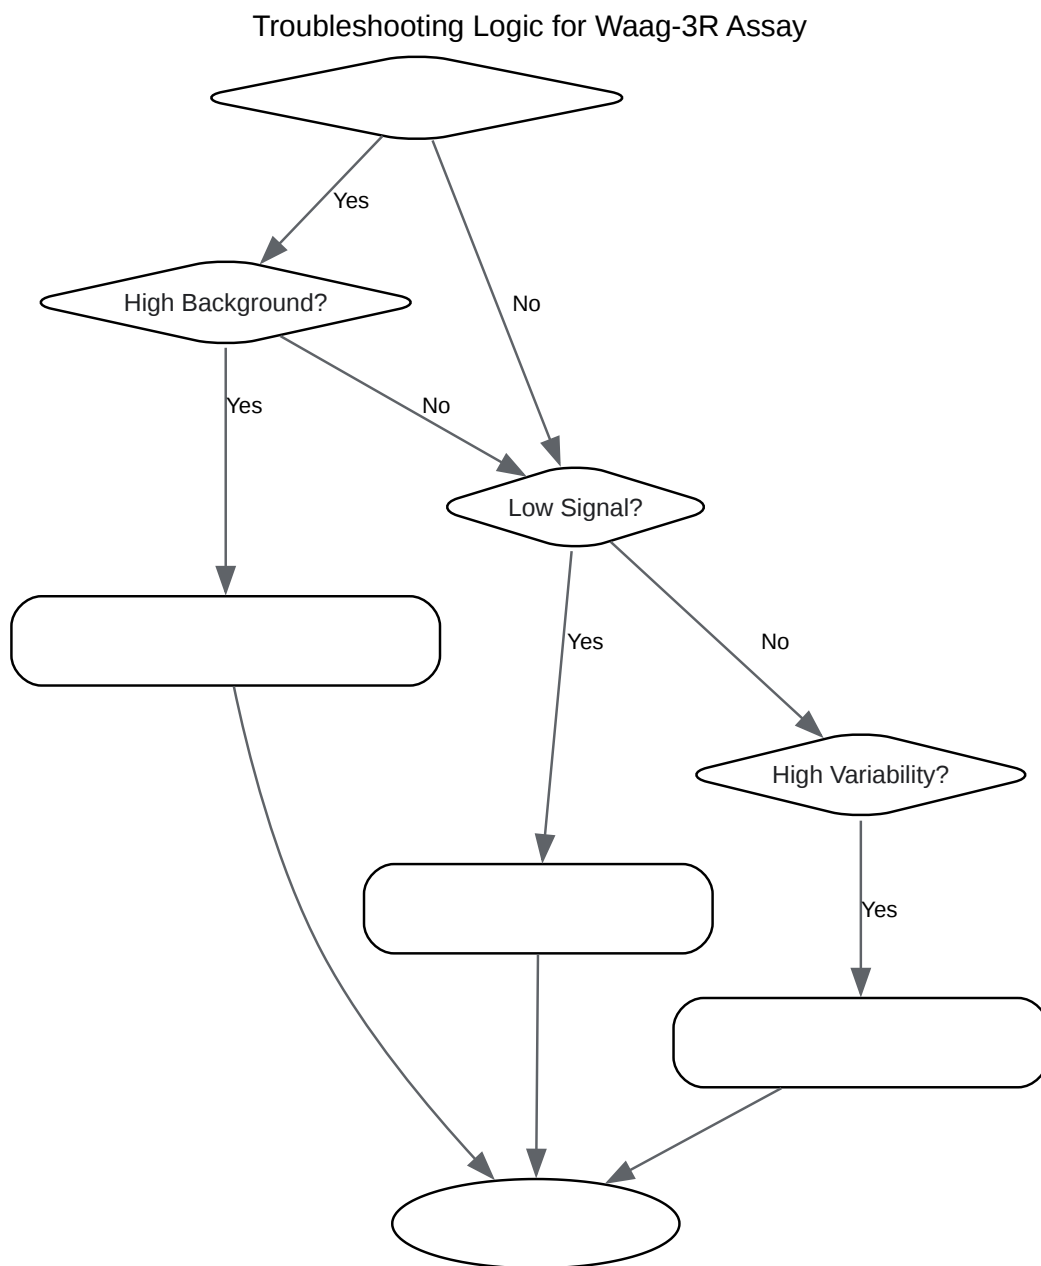 Troubleshooting Logic for Waag-3R Assay
Yes
High Background?
No
Yes
No
Low Signal?
Yes
No
High Variability?
Yes